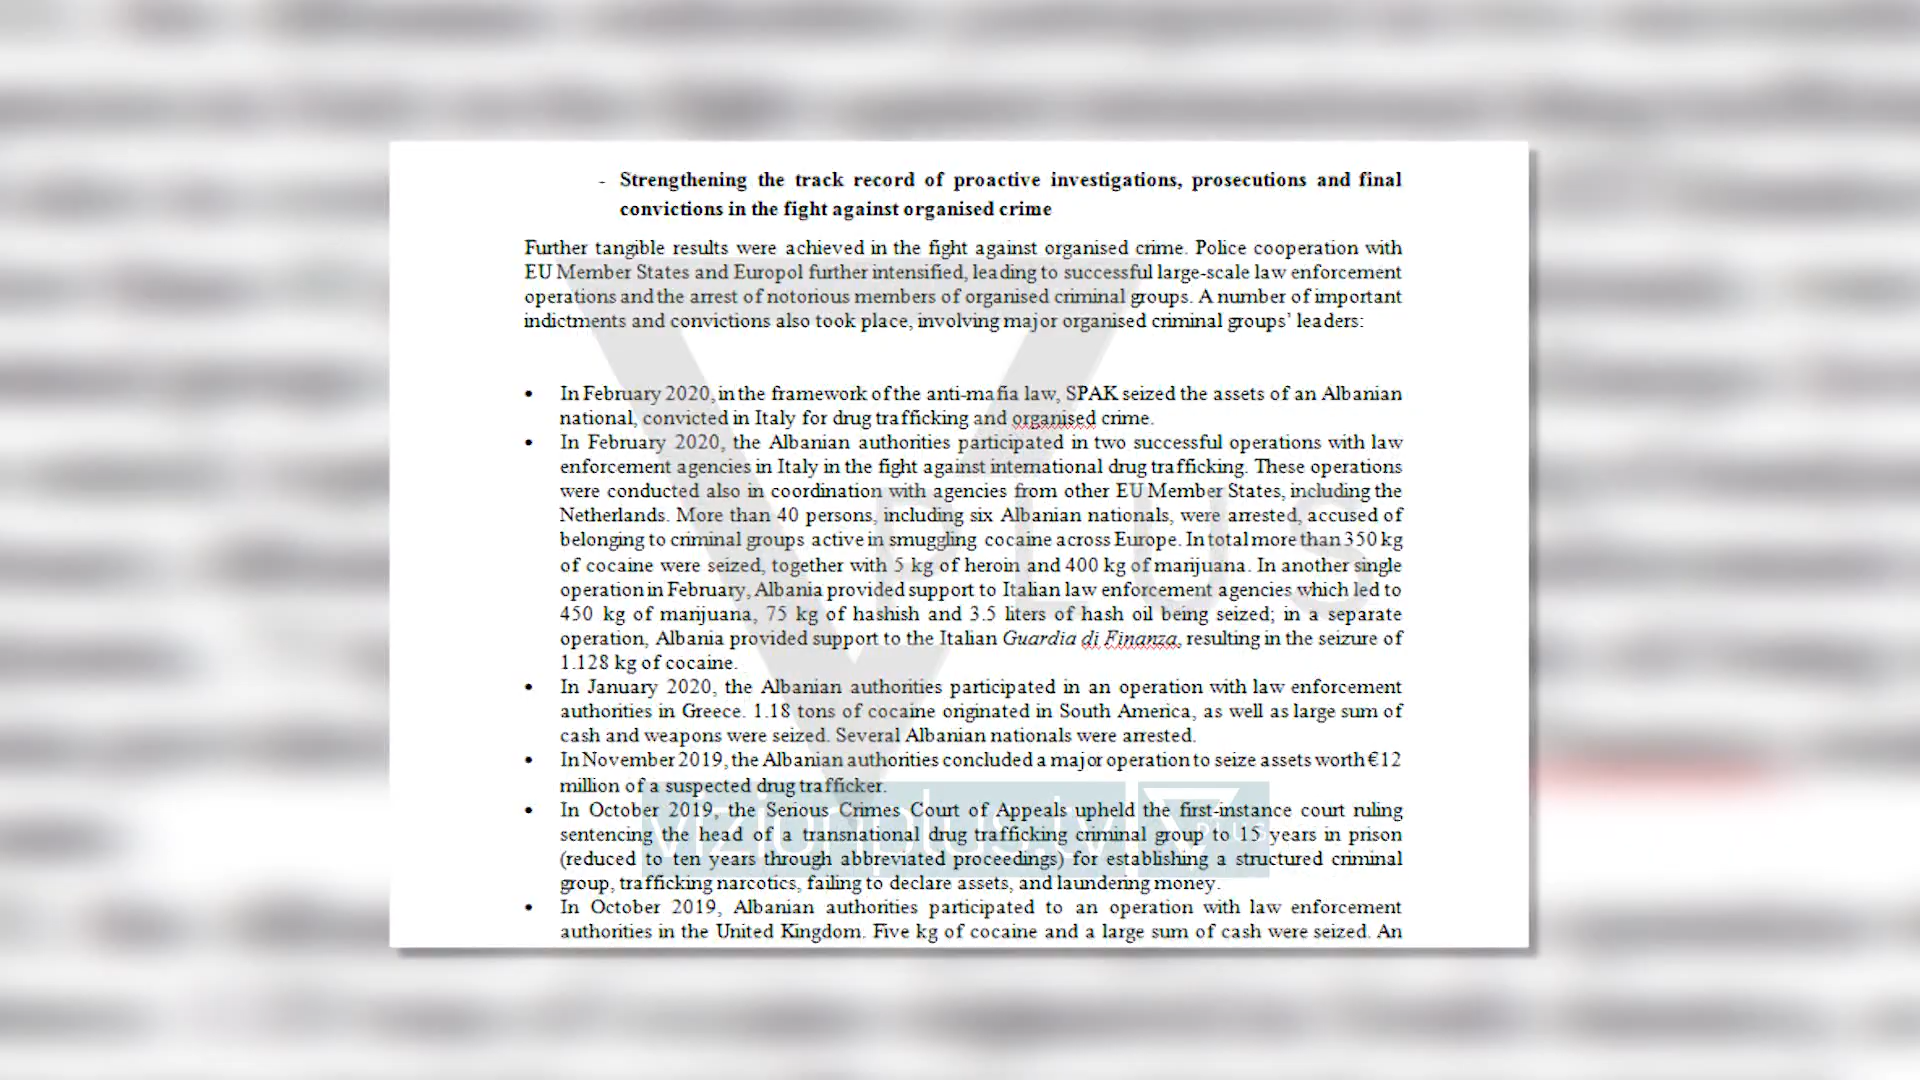 - Strengthening the track record of proactive investigations, prosecutions and final
convictions in the fight against organised crime
Further tangible results were achieved in the fight against organised crime. Police cooperation with
EU Member States and Europol further intensified, leading to successful large-scale law enforcement
operations and the arrest of notorious members of organised criminal groups. A number of important
indictments and convictions also took place, involving major organised criminal groups’ leaders:
• In February 2020, in the framework of the anti-mafia law, SPAK seized the assets of an Albanian
national, convicted in Italy for drug trafficking and organised crime.
• In February 2020, the Albanian authorities participated in two successful operations with law
enforcement agencies in Italy in the fight against international drug trafficking. These operations
were conducted also in coordination with agencies from other EU Member States, including the
Netherlands. More than 40 persons, including six Albanian nationals, were arrested, accused of
belonging to criminal groups active in smuggling cocaine across Europe. In total more than 350 kg
of cocaine were seized, together with 5 kg of heroin and 400 kg of marijuana. In another single
operation in February, Albania provided support to Italian law enforcement agencies which led to
450 kg of marijuana, 75 kg of hashish and 3.5 liters of hash oil being seized; in a separate
operation, Albania provided support to the Italian Guardia di Finanza, resulting in the seizure of
1.128 kg of cocaine.
• In January 2020, the Albanian authorities participated in an operation with law enforcement
authorities in Greece. 1.18 tons of cocaine originated in South America, as well as large sum of
cash and weapons were seized. Several Albanian nationals were arrested.
• In November 2019, the Albanian authorities concluded a major operation to seize assets worth €12
million of a suspected drug trafficker.
• In October 2019, the Serious Crimes Court of Appeals upheld the first-instance court ruling
sentencing the head of a transnational drug trafficking criminal group to 15 years in prison
(reduced to ten years through abbreviated proceedings) for establishing a structured criminal
group, trafficking narcotics, failing to declare assets, and laundering money.
• In October 2019, Albanian authorities participated to an operation with law enforcement
authorities in the United Kingdom. Five kg of cocaine and a large sum of cash were seized. An
PLUS
vizionplus.tv
PLUS